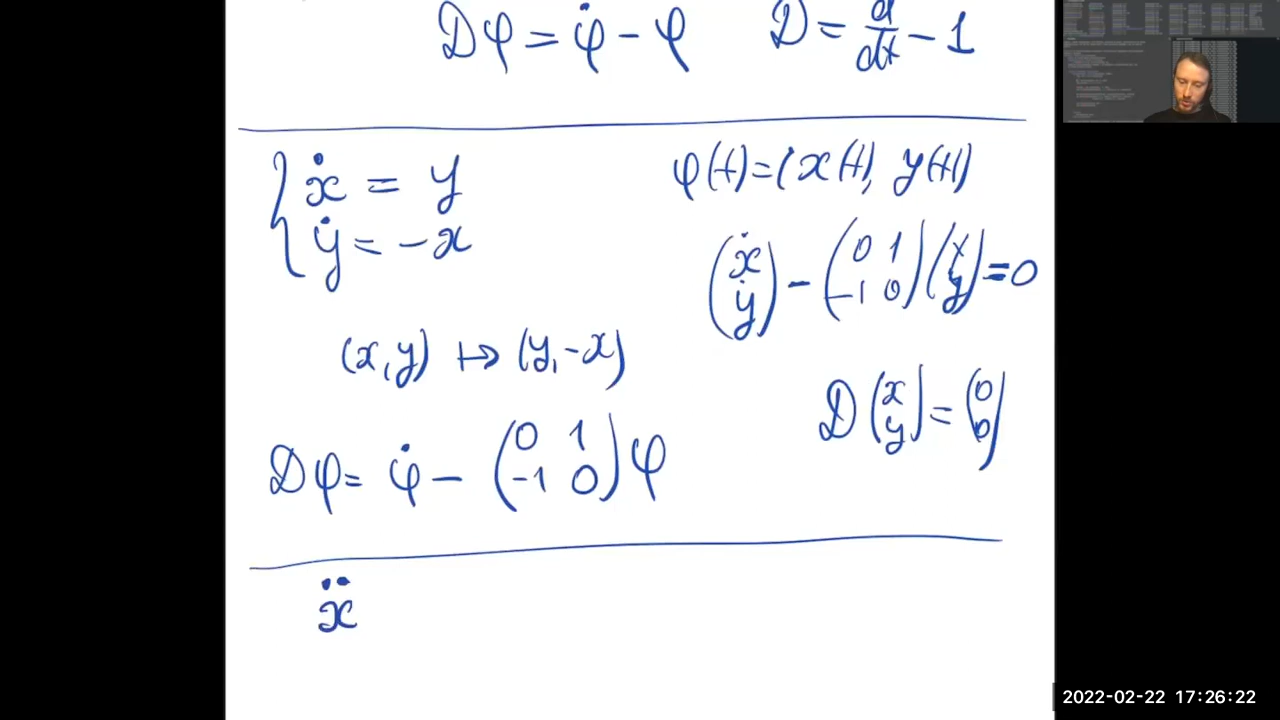 Dφ = φ̇ − φ    D = d/dt − 1
{ ẋ = y
ẏ = −x
φ(t) = (x(t), y(t))
(ẋ ẏ) − (0 1 −1 0)(x y) = 0
(x, y) ↦ (y, −x)
D(x y) = (0 0)
Dφ = φ̇ − (0 1 −1 0)φ
ẍ
2022-02-22 17:26:22